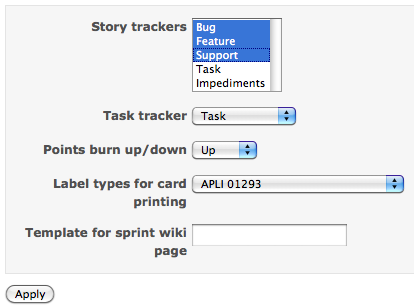 Story trackers
Bug
Feature
Support
Task
Impediments
Task tracker Task
Points burn up/down Up
Label types for card APLI 01293
printing
Template for sprint wiki
page
Apply